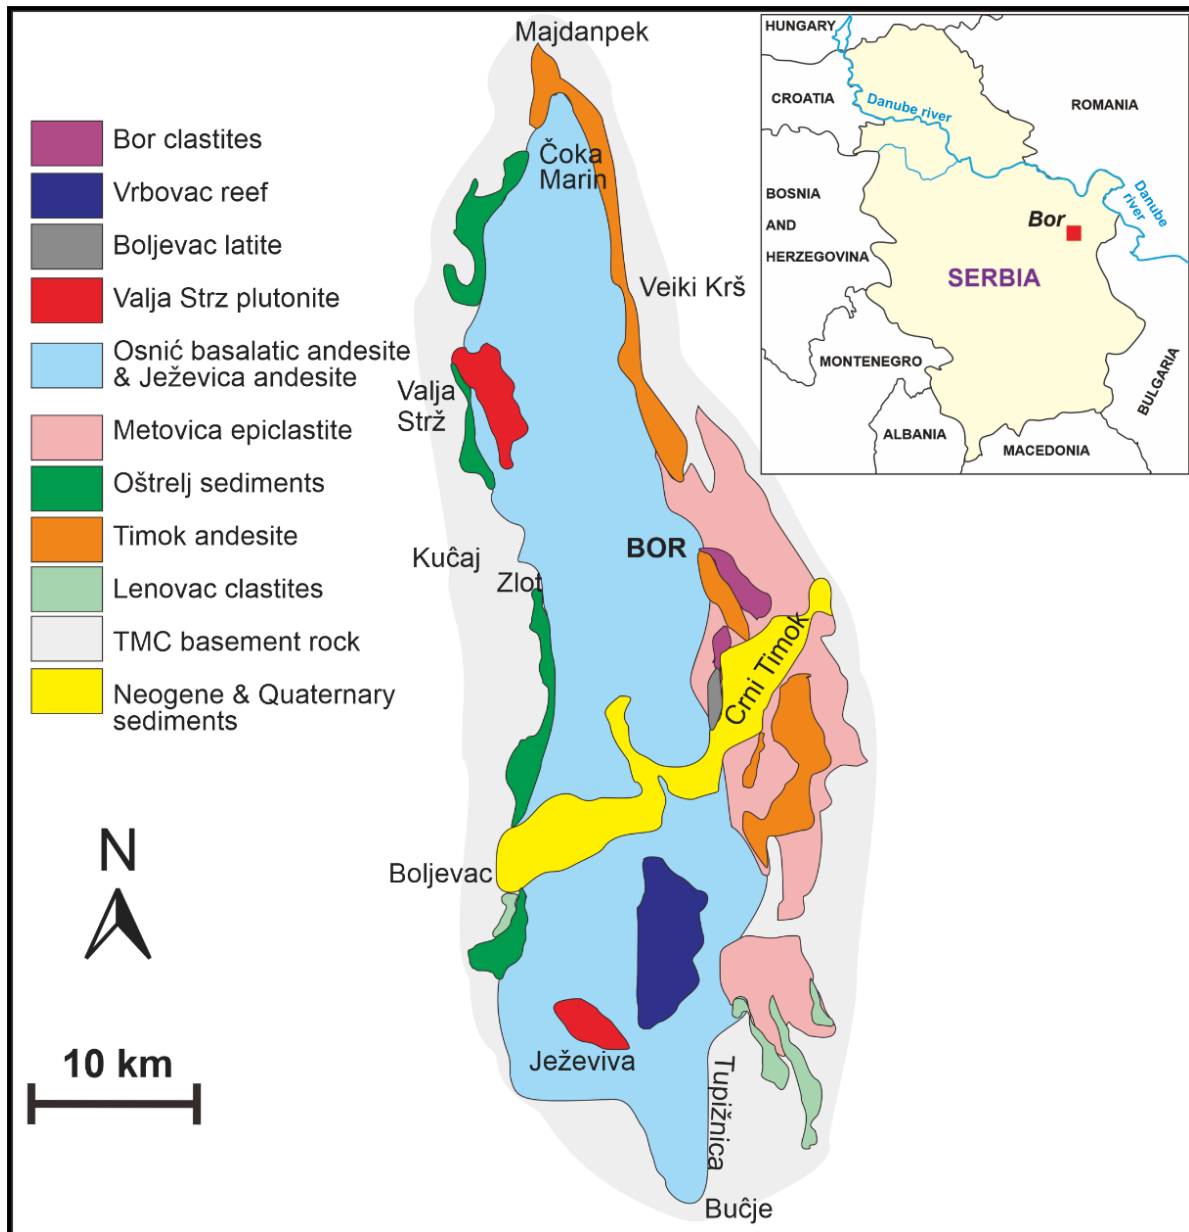 Majdanpek
Bor clastites
Vrbovac reef
Boljevac latite
Valja Strz plutonite
Osnić basalatic andesite
& Ježevica andesite
Metovica epiclastite
Oštrelj sediments
Timok andesite
Lenovac clastites
TMC basement rock
Neogene & Quaternary
sediments
Čoka
Marin
Veiki Krš
Valja
Strž
BOR
Kuĉaj
Zlot
Crni Timok
Boljevac
Ježeviva
Tupižnica
Buĉje
N
10 km
HUNGARY
CROATIA
Danube river
ROMANIA
BOSNIA
AND
HERZEGOVINA
Danube
river
Bor
SERBIA
MONTENEGRO
BULGARIA
ALBANIA
MACEDONIA